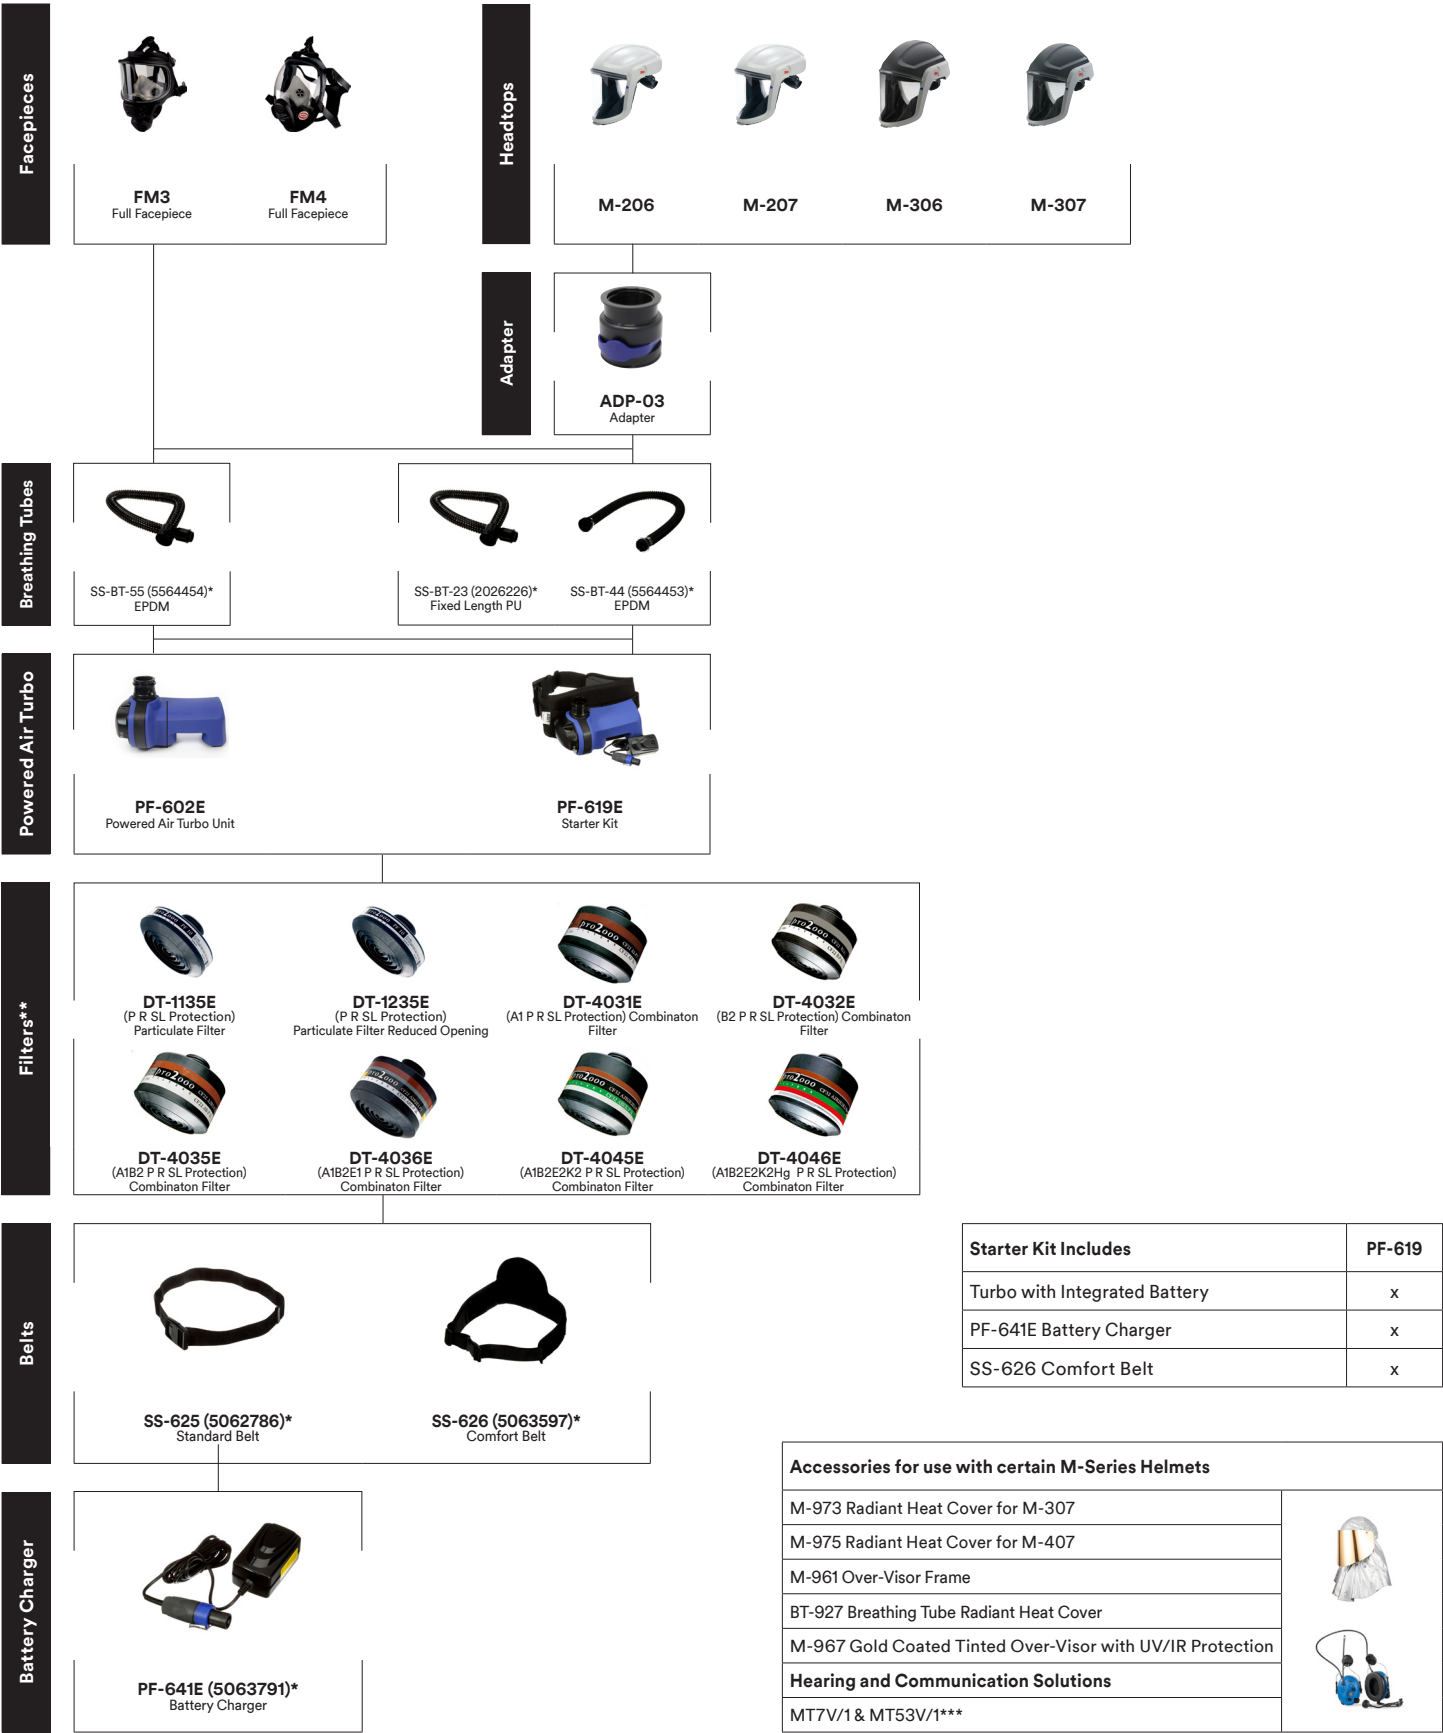 Facepieces
FM3
Full Facepiece
FM4
Full Facepiece
Headtops
M-206
M-207
M-306
M-307
Adapter
ADP-03
Adapter
Breathing Tubes
SS-BT-55 (5564454)*
EPDM
SS-BT-23 (2026226)*
Fixed Length PU
SS-BT-44 (5564453)*
EPDM
Powered Air Turbo
PF-602E
Powered Air Turbo Unit
PF-619E
Starter Kit
Filters**
DT-1135E
(P R SL Protection)
Particulate Filter
DT-1235E
(P R SL Protection)
Particulate Filter Reduced Opening
pro2000
DT-4031E
(A1 P R SL Protection) Combinaton
Filter
pro2000
DT-4032E
(B2 P R SL Protection) Combinaton
Filter
pro2000
DT-4035E
(A1B2 P R SL Protection)
Combinaton Filter
pro2000
DT-4036E
(A1B2E1 P R SL Protection)
Combinaton Filter
pro2000
DT-4045E
(A1B2E2K2 P R SL Protection)
Combinaton Filter
pro2000
DT-4046E
(A1B2E2K2Hg P R SL Protection)
Combinaton Filter
Belts
SS-625 (5062786)*
Standard Belt
SS-626 (5063597)*
Comfort Belt
Starter Kit Includes PF-619
Turbo with Integrated Battery x
PF-641E Battery Charger x
SS-626 Comfort Belt x
Battery Charger
PF-641E (5063791)*
Battery Charger
Accessories for use with certain M-Series Helmets
M-973 Radiant Heat Cover for M-307
M-975 Radiant Heat Cover for M-407
M-961 Over-Visor Frame
BT-927 Breathing Tube Radiant Heat Cover
M-967 Gold Coated Tinted Over-Visor with UV/IR Protection
Hearing and Communication Solutions
MT7V/1 & MT53V/1***